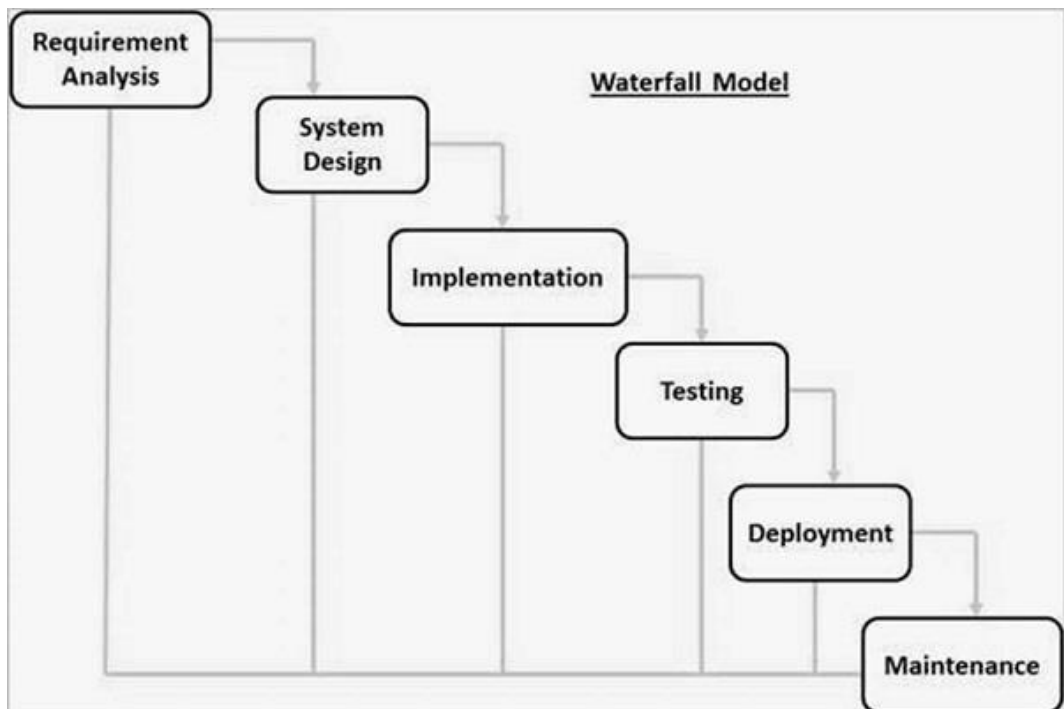 Requirement
Analysis
Waterfall Model
System
Design
Implementation
Testing
Deployment
Maintenance